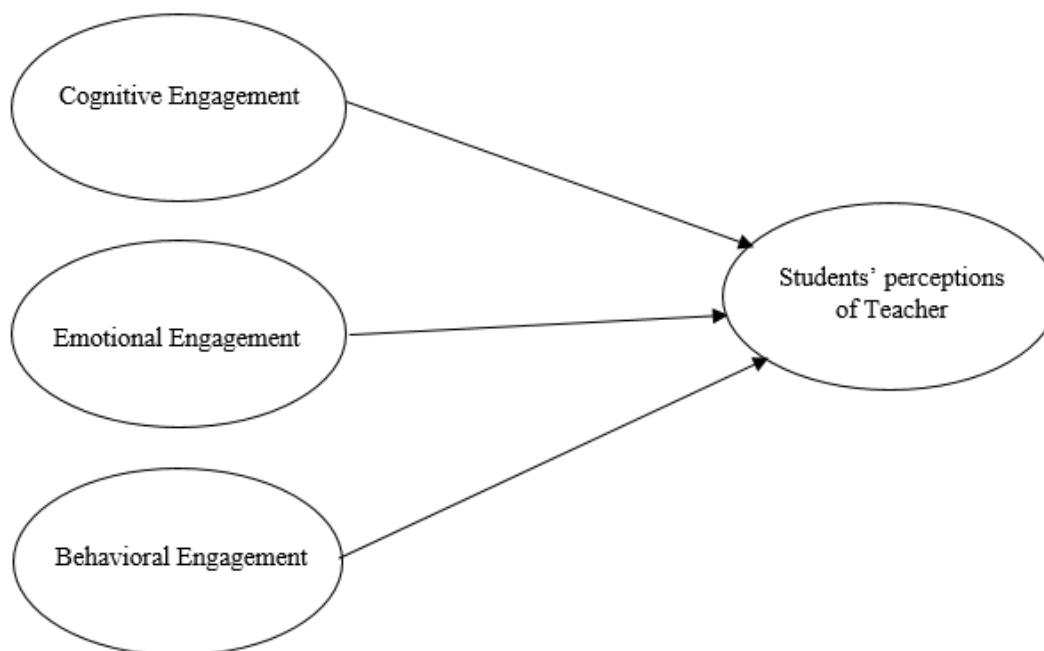 Cognitive Engagement
Students’ perceptions
of Teacher
Emotional Engagement
Behavioral Engagement